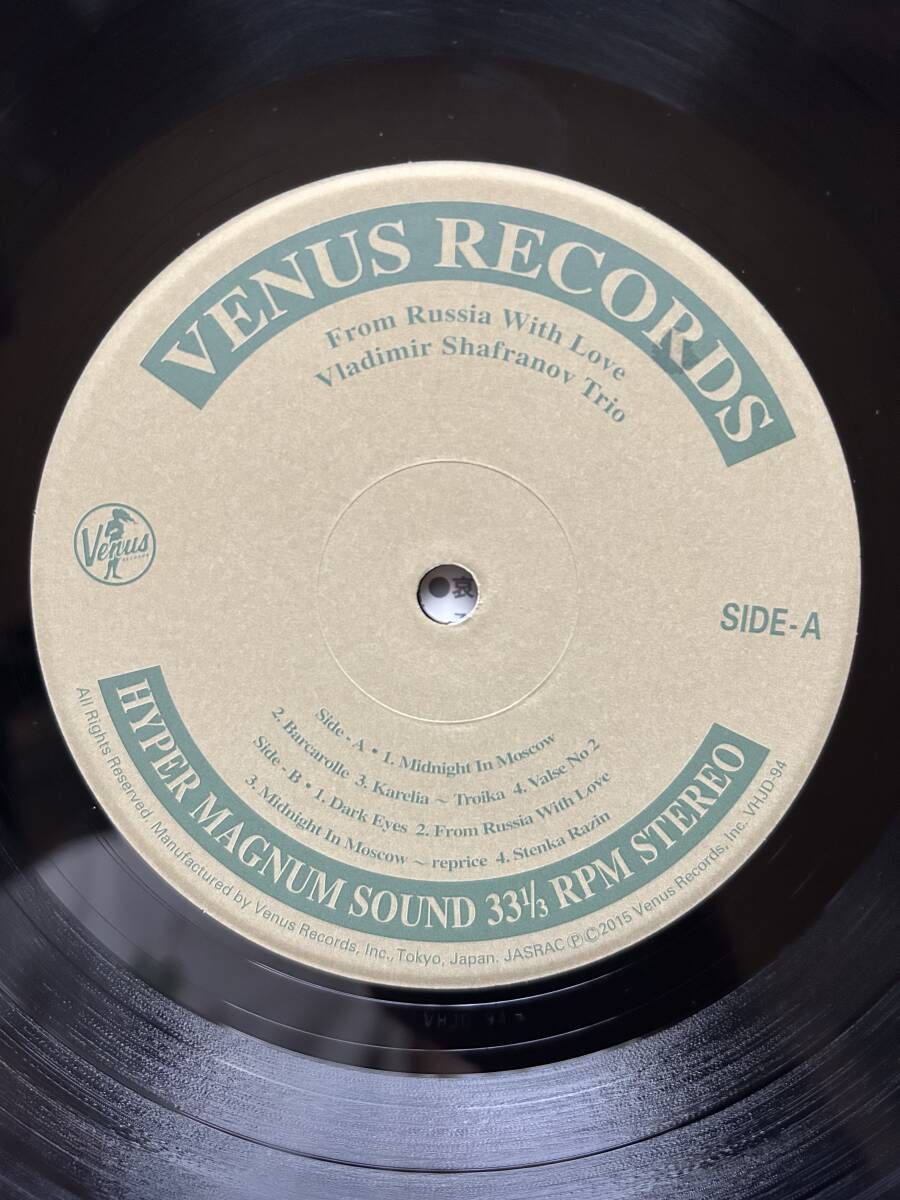 VENUS RECORDS
From Russia With Love
Vladimir Shafranov Trio
Venus
RECORDS
哀
SIDE-A
Side - A • 1. Midnight In Moscow
2. Barcarolle 3. Karelia ~ Troika 4. Valse No 2
Side - B • 1. Dark Eyes 2. From Russia With Love
3. Midnight In Moscow ~ reprice 4. Stenka Razin
HYPER MAGNUM SOUND 33⅓ RPM STEREO
All Rights Reserved. Manufactured by Venus Records, Inc., Tokyo, Japan. JASRAC ℗©2015 Venus Records, Inc. VHJD-94